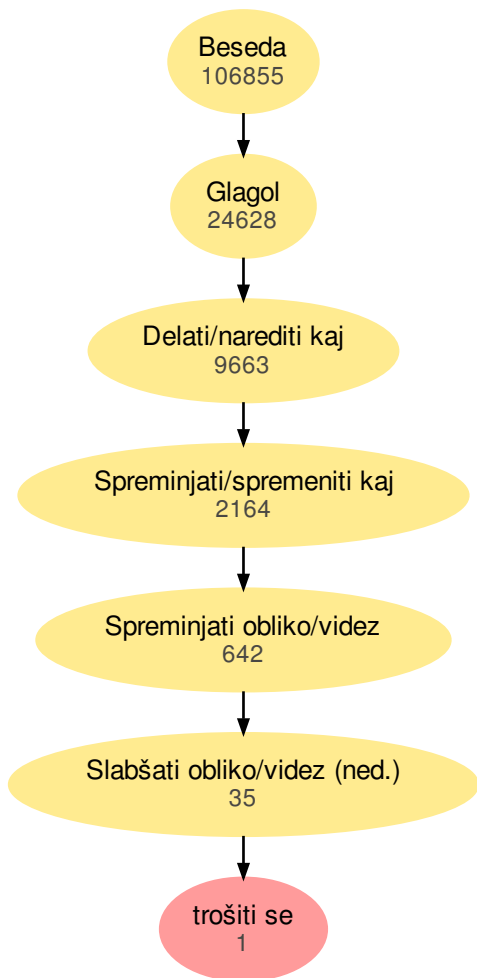 Beseda
106855
Glagol
24628
Delati/narediti kaj
9663
Spreminjati/spremeniti kaj
2164
Spreminjati obliko/videz
642
Slabšati obliko/videz (ned.)
35
trošiti se
1